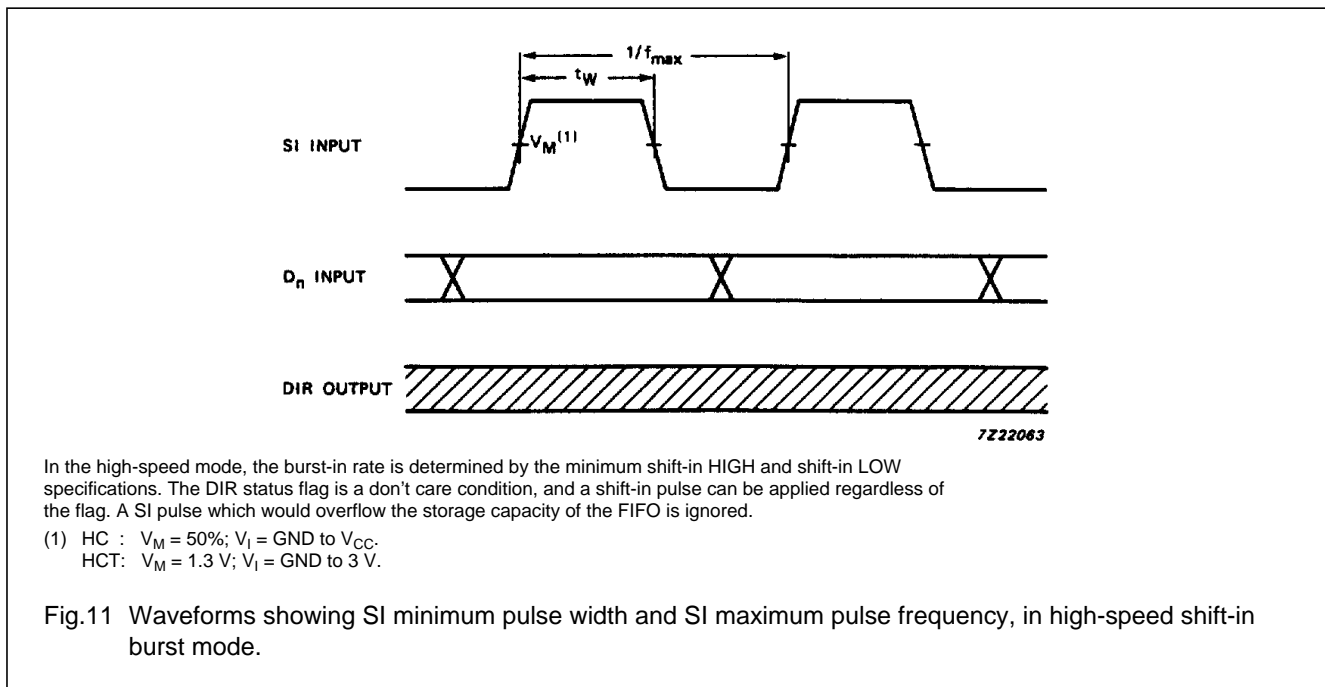 1/fmax
tW
SI INPUT
VM(1)
Dn INPUT
DIR OUTPUT
7Z22063
In the high-speed mode, the burst-in rate is determined by the minimum shift-in HIGH and shift-in LOW
specifications. The DIR status flag is a don't care condition, and a shift-in pulse can be applied regardless of
the flag. A SI pulse which would overflow the storage capacity of the FIFO is ignored.
(1) HC : VM = 50%; VI = GND to VCC.
HCT: VM = 1.3 V; VI = GND to 3 V.
Fig.11 Waveforms showing SI minimum pulse width and SI maximum pulse frequency, in high-speed shift-in
burst mode.